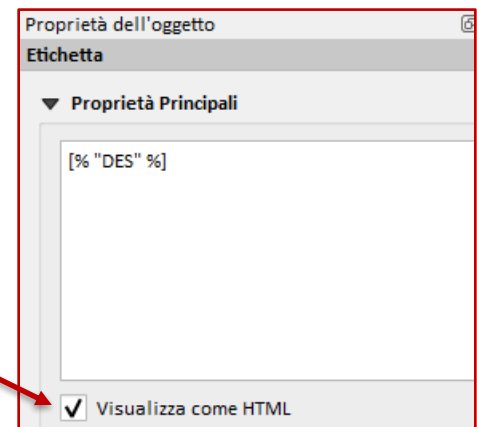 Proprietà dell'oggetto
Etichetta
Proprietà Principali
[% "DES" %]
Visualizza come HTML